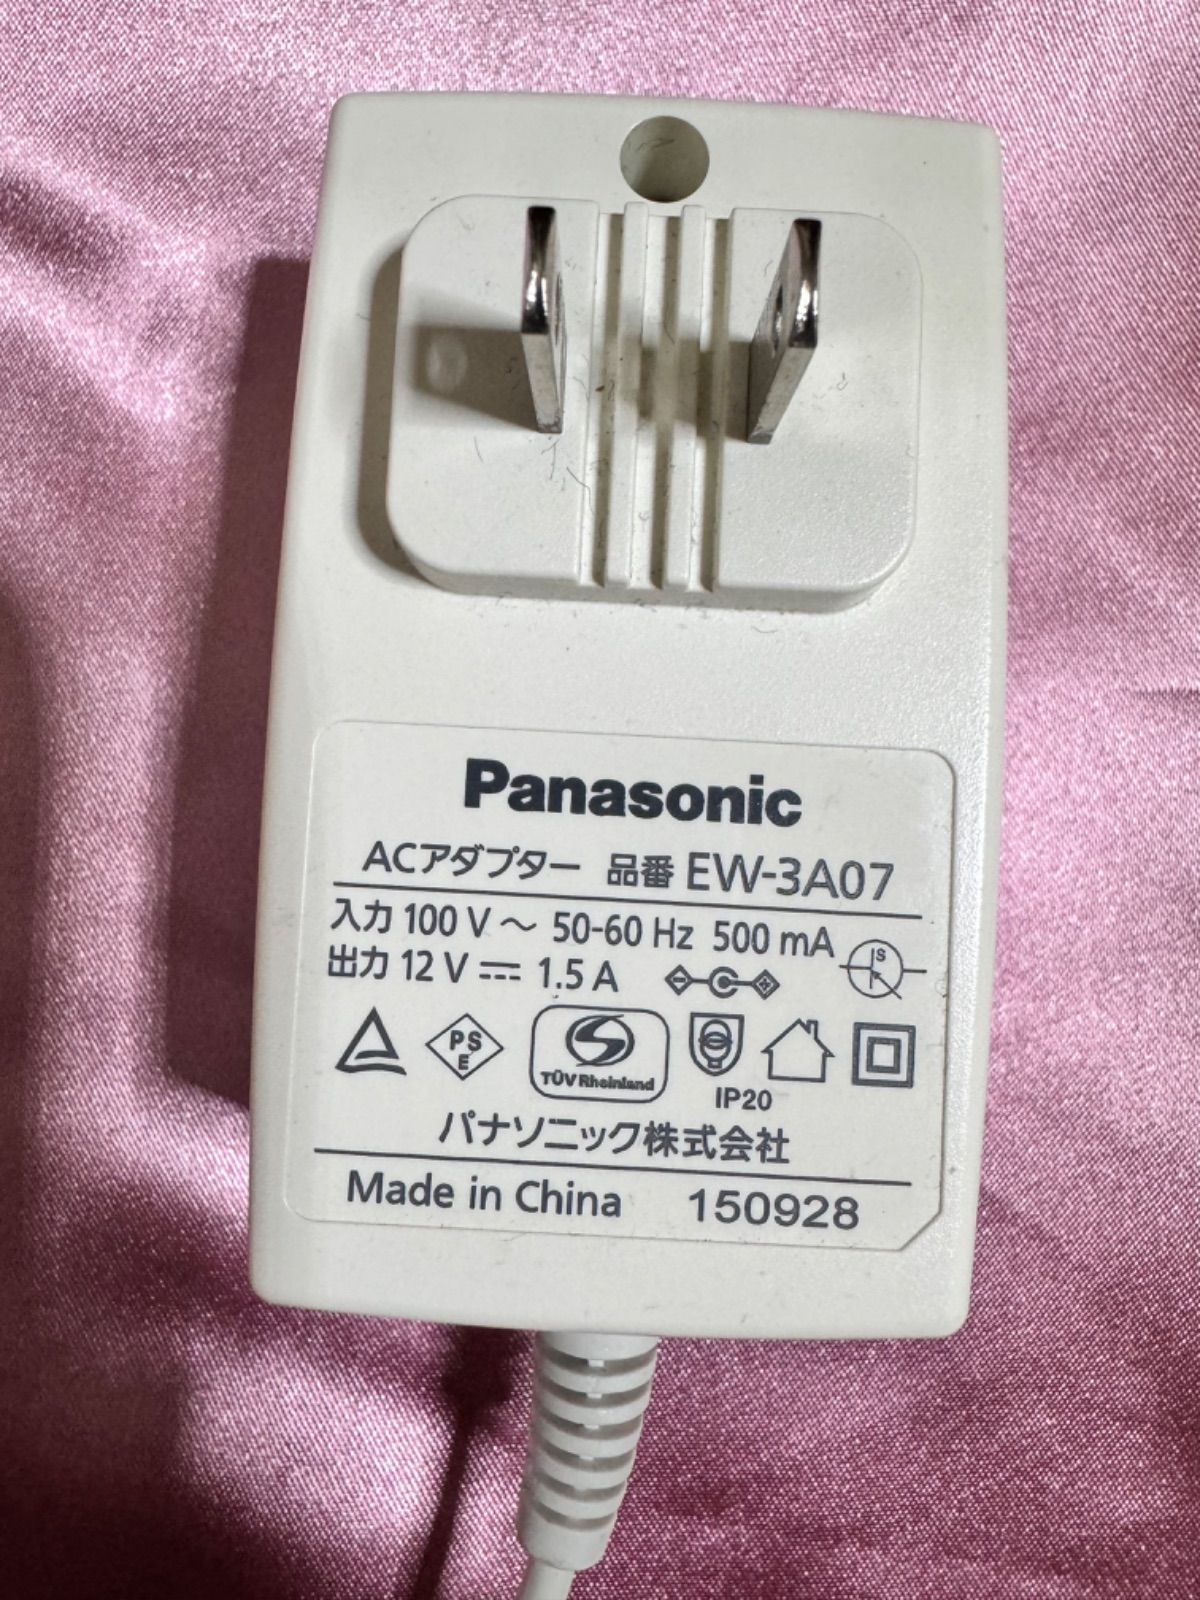 Panasonic
ACアダプター 品番 EW-3A07
入力 100 V ～ 50-60 Hz 500 mA
出力 12 V ⎓ 1.5 A
S
PS
E
TÜV Rheinland
IP20
パナソニック株式会社
Made in China 150928